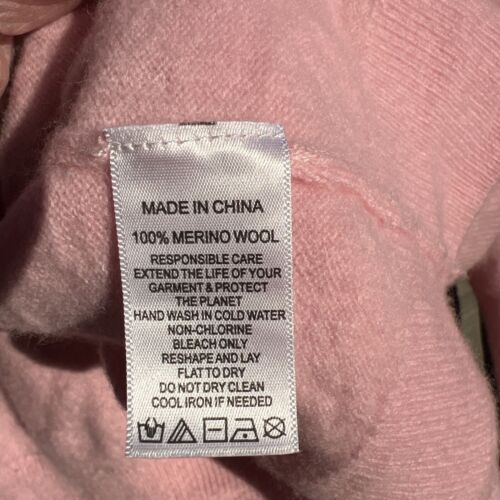 MADE IN CHINA
100% MERINO WOOL
RESPONSIBLE CARE
EXTEND THE LIFE OF YOUR
GARMENT & PROTECT
THE PLANET
HAND WASH IN COLD WATER
NON-CHLORINE
BLEACH ONLY
RESHAPE AND LAY
FLAT TO DRY
DO NOT DRY CLEAN
COOL IRON IF NEEDED